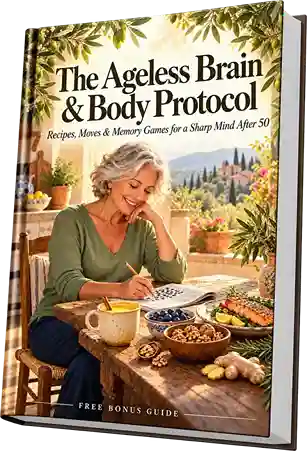 The Ageless Brain
& Body Protocol
Recipes, Moves & Memory Games for a Sharp Mind After 50
FREE BONUS GUIDE